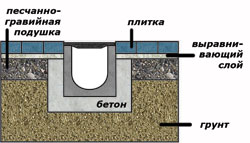 песчанно-
гравийная
подушка
плитка
выравни-
вающий
слой
бетон
грунт